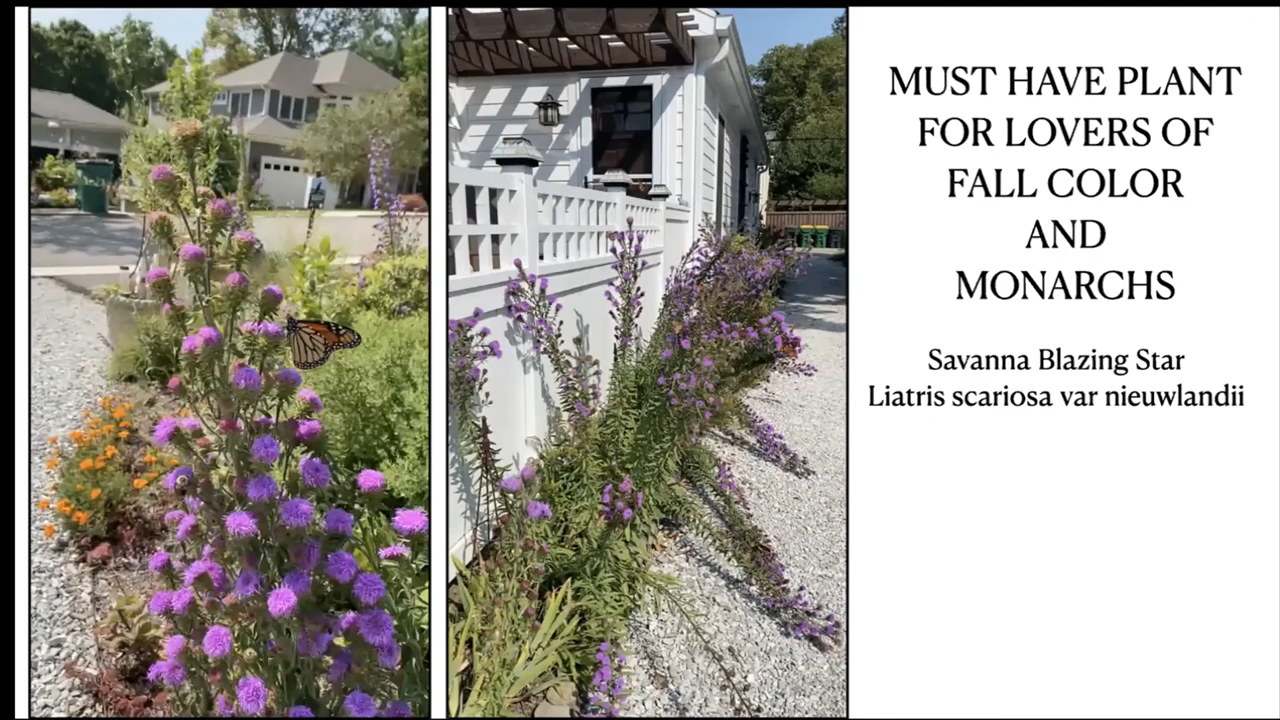 MUST HAVE PLANT
FOR LOVERS OF
FALL COLOR
AND
MONARCHS
Savanna Blazing Star
Liatris scariosa var nieuwlandii